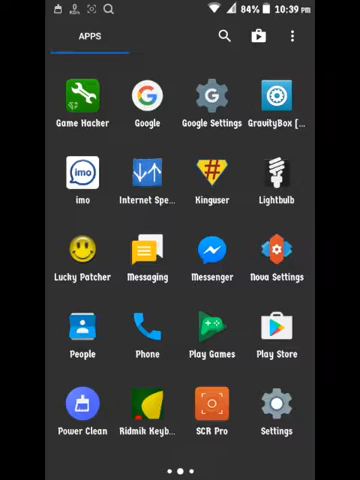 84% 10:39 PM
APPS
Game Hacker Google Google Settings GravityBox [...
imo
imo Internet Spe... Kinguser Lightbulb
Lucky Patcher Messaging Messenger Nova Settings
People Phone Play Games Play Store
Power Clean Ridmik Keyb... SCR Pro Settings